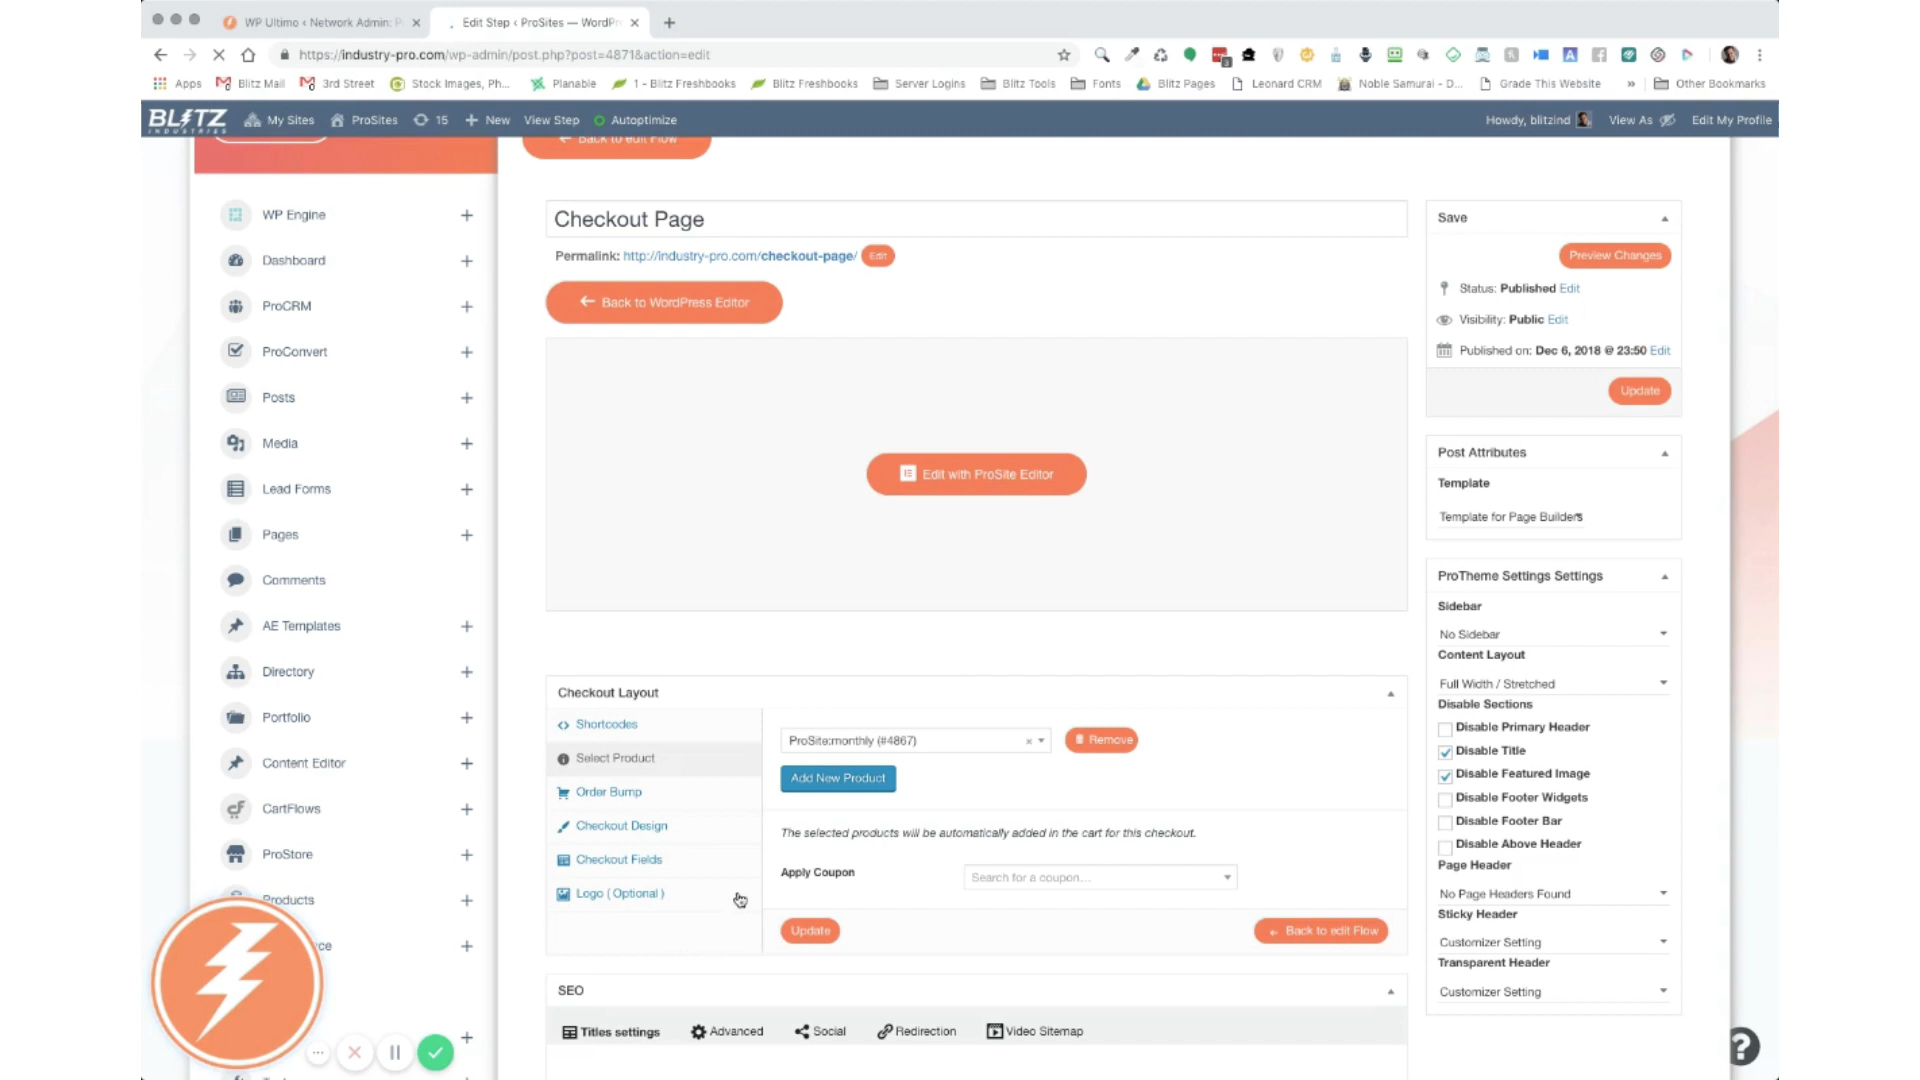 WP Ultimo ‹ Network Admin: P
Edit Step ‹ ProSites — WordPr
https://industry-pro.com/wp-admin/post.php?post=4871&action=edit
Apps
Blitz Mail
3rd Street
Stock Images, Ph...
Planable
1 - Blitz Freshbooks
Blitz Freshbooks
Server Logins
Blitz Tools
Fonts
Blitz Pages
Leonard CRM
Noble Samurai - D...
Grade This Website
»
Other Bookmarks
BLITZ
INDUSTRIES
My Sites
ProSites
15
New
View Step
Autoptimize
Howdy, blitzind
View As
Edit My Profile
← Back to edit Flow
WP Engine
Dashboard
ProCRM
ProConvert
Posts
Media
Lead Forms
Pages
Comments
AE Templates
Directory
Portfolio
Content Editor
CartFlows
ProStore
Products
ce
Checkout Page
Permalink: http://industry-pro.com/checkout-page/ Edit
← Back to WordPress Editor
Edit with ProSite Editor
Checkout Layout
Shortcodes
Select Product
Order Bump
Checkout Design
Checkout Fields
Logo ( Optional )
ProSite:monthly (#4867)
×
Remove
Add New Product
The selected products will be automatically added in the cart for this checkout.
Apply Coupon
Search for a coupon...
Update
← Back to edit Flow
SEO
Titles settings
Advanced
Social
Redirection
Video Sitemap
Save
Preview Changes
Status: Published Edit
Visibility: Public Edit
Published on: Dec 6, 2018 @ 23:50 Edit
Update
Post Attributes
Template
Template for Page Builders
ProTheme Settings Settings
Sidebar
No Sidebar
Content Layout
Full Width / Stretched
Disable Sections
Disable Primary Header
Disable Title
Disable Featured Image
Disable Footer Widgets
Disable Footer Bar
Disable Above Header
Page Header
No Page Headers Found
Sticky Header
Customizer Setting
Transparent Header
Customizer Setting
?